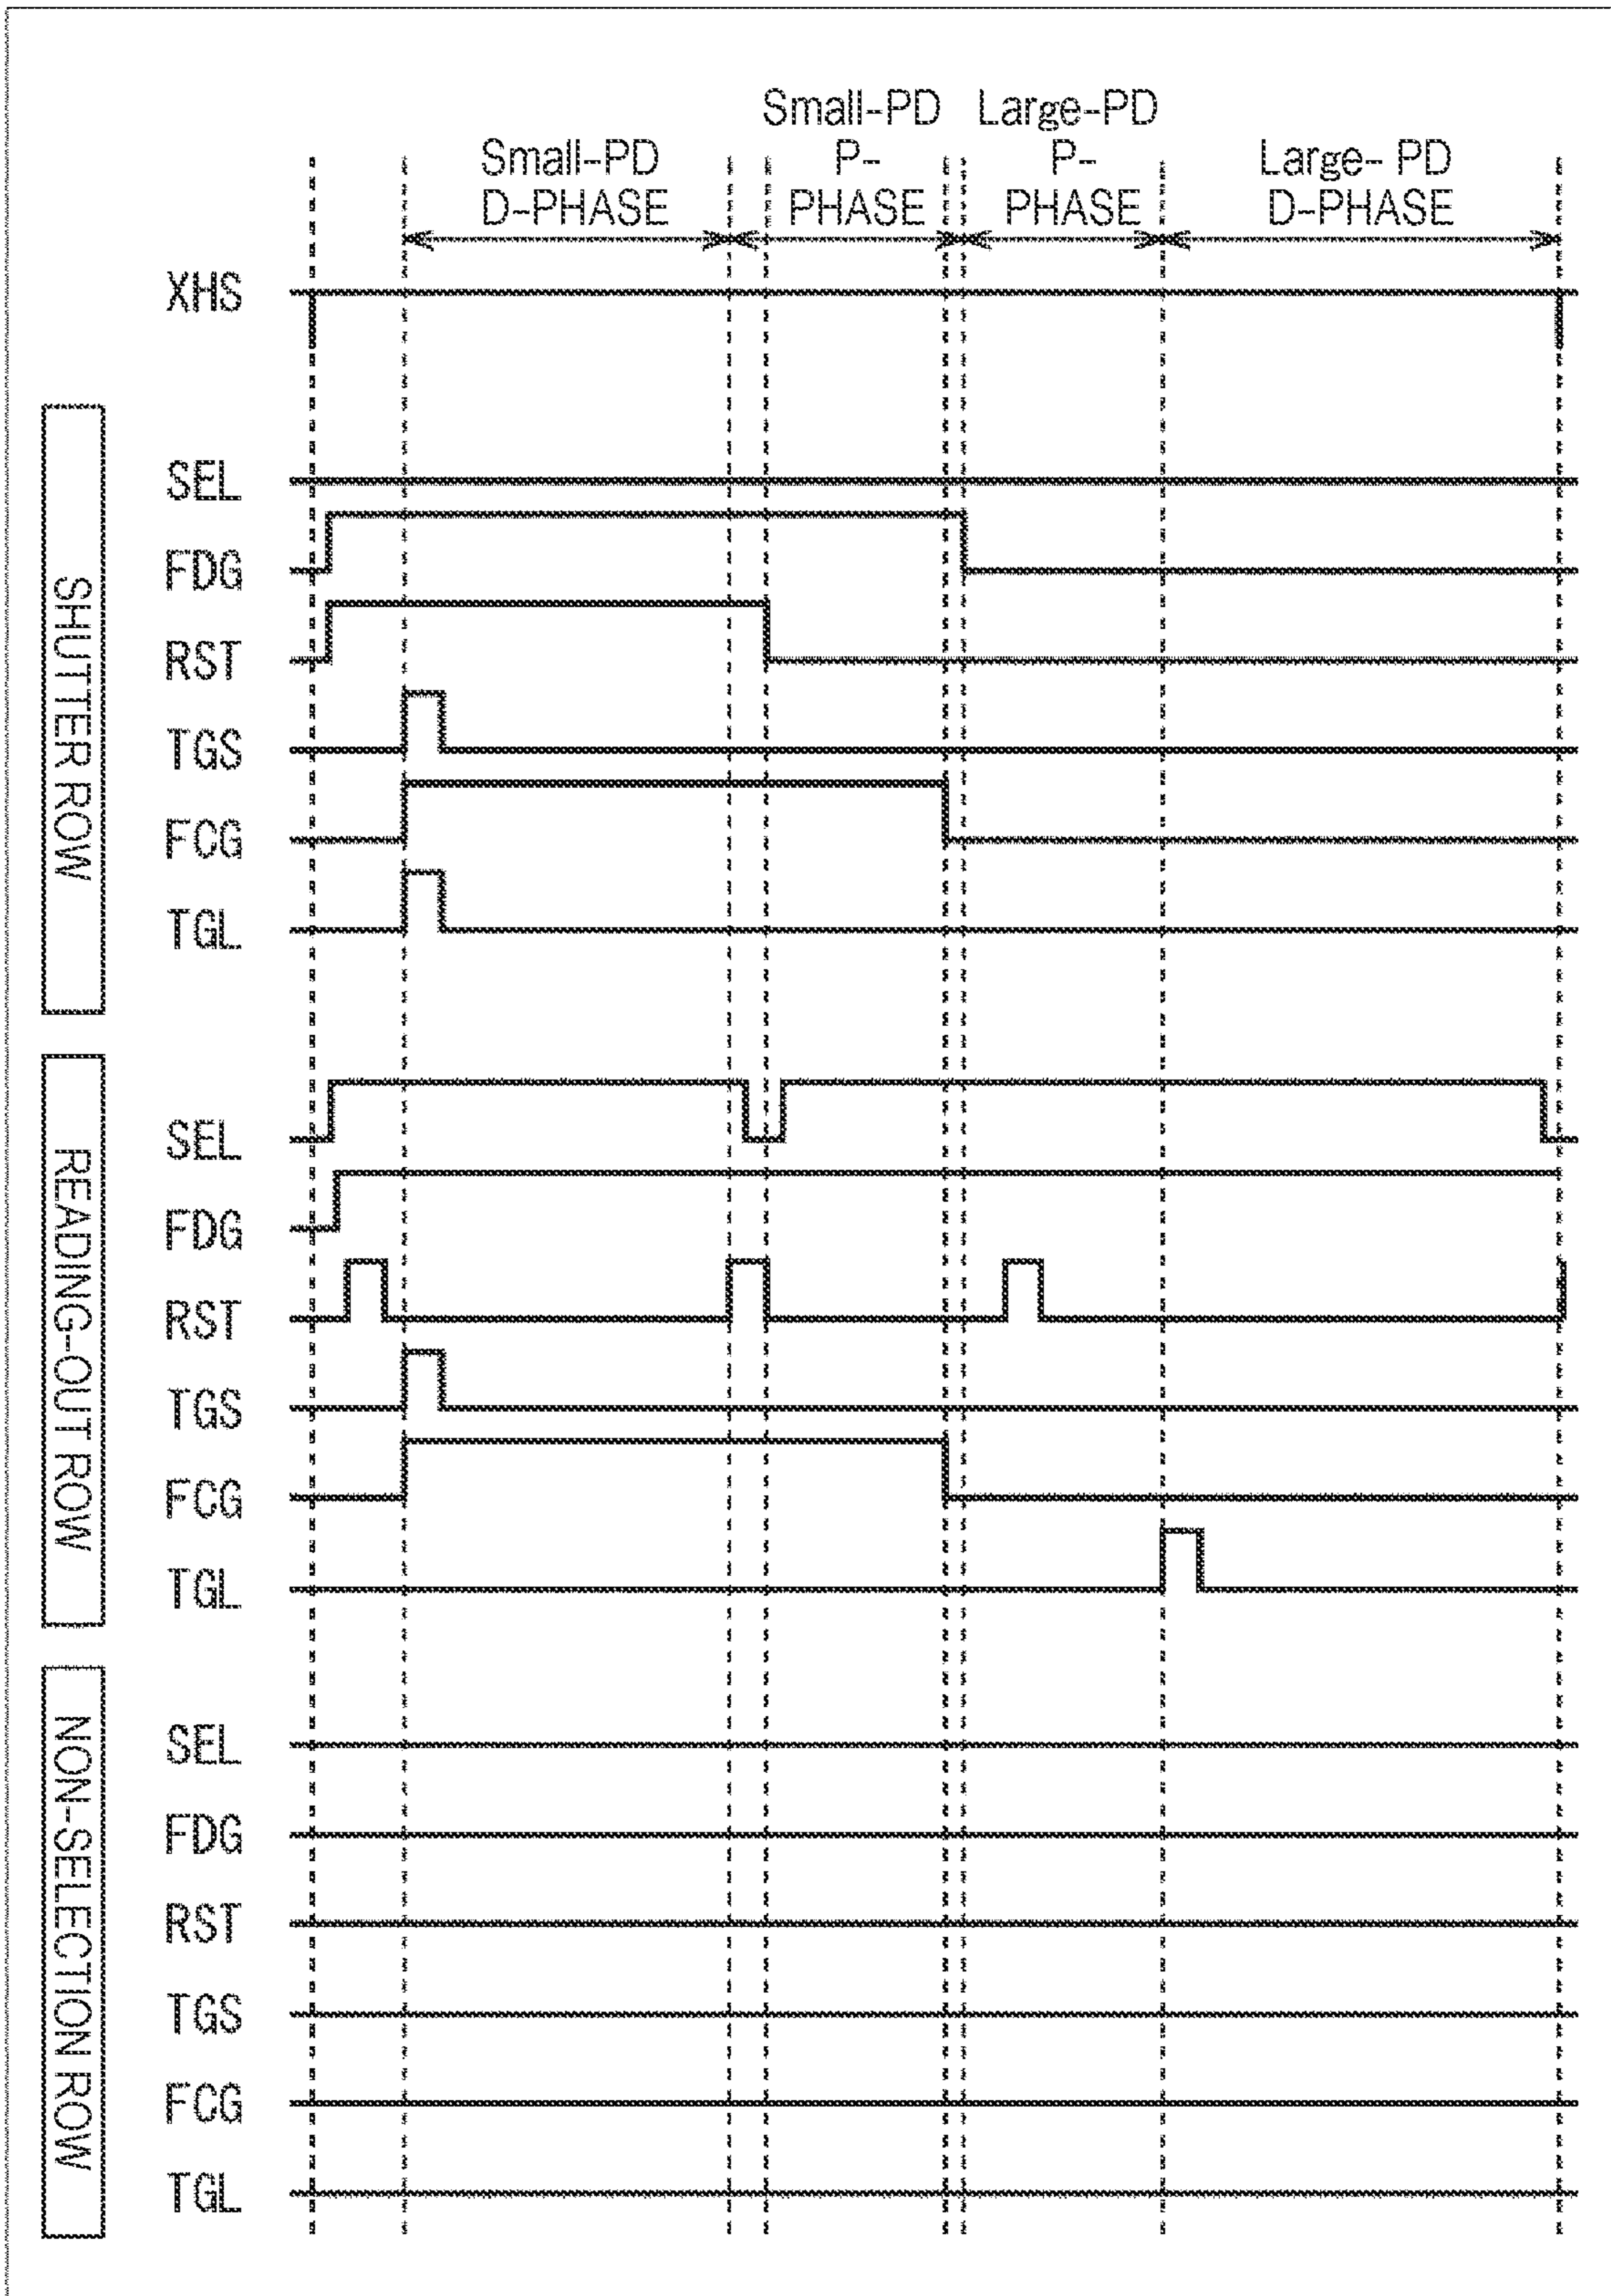 Small-PD
D-PHASE
Small-PD
P-
PHASE
Large-PD
P-
PHASE
Large- PD
D-PHASE
XHS
SHUTTER ROW
SEL
FDG
RST
TGS
FCG
TGL
READING-OUT ROW
SEL
FDG
RST
TGS
FCG
TGL
NON-SELECTION ROW
SEL
FDG
RST
TGS
FCG
TGL